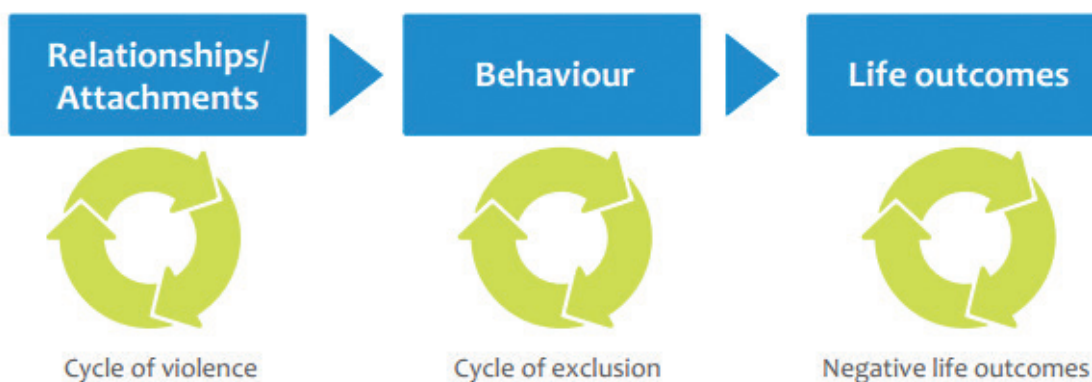 Relationships/
Attachments
Behaviour
Life outcomes
Cycle of violence
Cycle of exclusion
Negative life outcomes